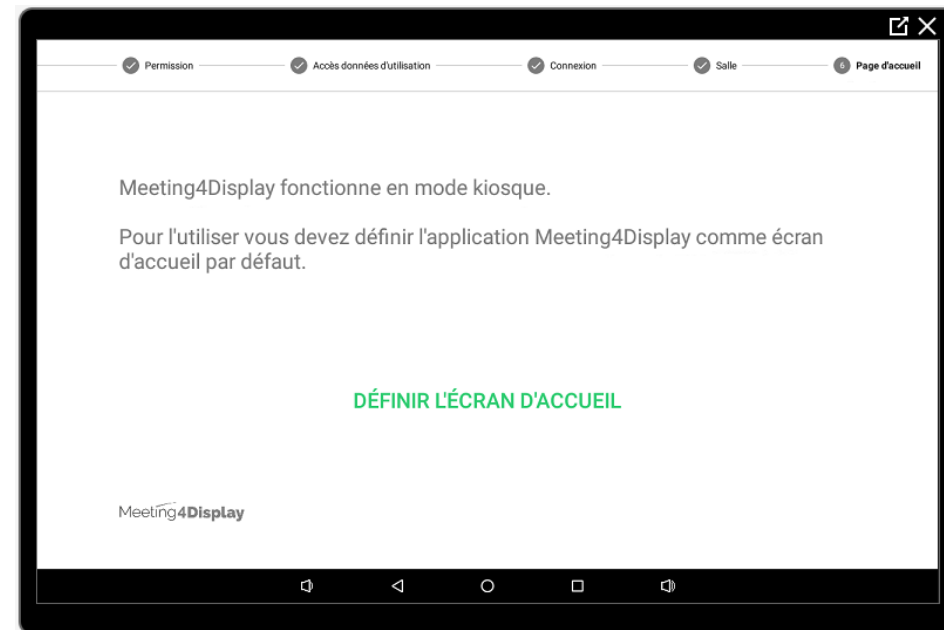 Permission
Accès données d'utilisation
Connexion
Salle
6 Page d'accueil
Meeting4Display fonctionne en mode kiosque.
Pour l'utiliser vous devez définir l'application Meeting4Display comme écran
d'accueil par défaut.
DÉFINIR L'ÉCRAN D'ACCUEIL
Meeting4Display